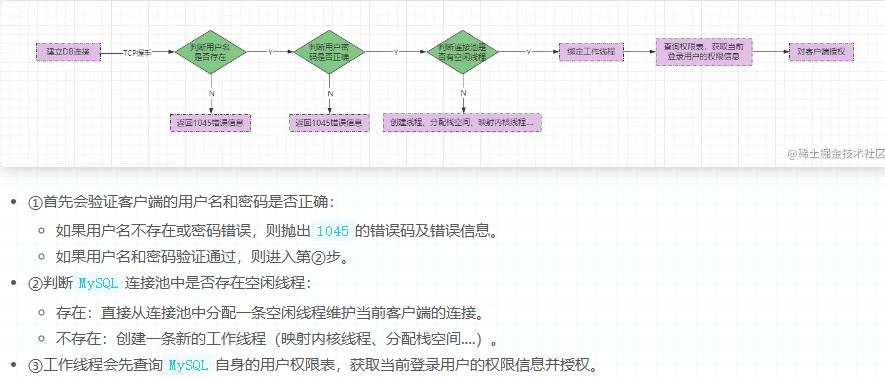 建立DB连接
TCP握手
判断用户名
是否存在
Y
判断用户密
码是否正确
Y
判断连接池是
否有空闲线程
Y
绑定工作线程
查询权限表、获取当前
登录用户的权限信息
对客户端授权
N
N
N
返回1045错误信息
返回1045错误信息
创建线程、分配栈空间、映射内核线程....
@稀土掘金技术社区
①首先会验证客户端的用户名和密码是否正确：
如果用户名不存在或密码错误，则抛出 1045 的错误码及错误信息。
如果用户名和密码验证通过，则进入第②步。
②判断 MySQL 连接池中是否存在空闲线程：
存在：直接从连接池中分配一条空闲线程维护当前客户端的连接。
不存在：创建一条新的工作线程（映射内核线程、分配栈空间....）。
③工作线程会先查询 MySQL 自身的用户权限表，获取当前登录用户的权限信息并授权。